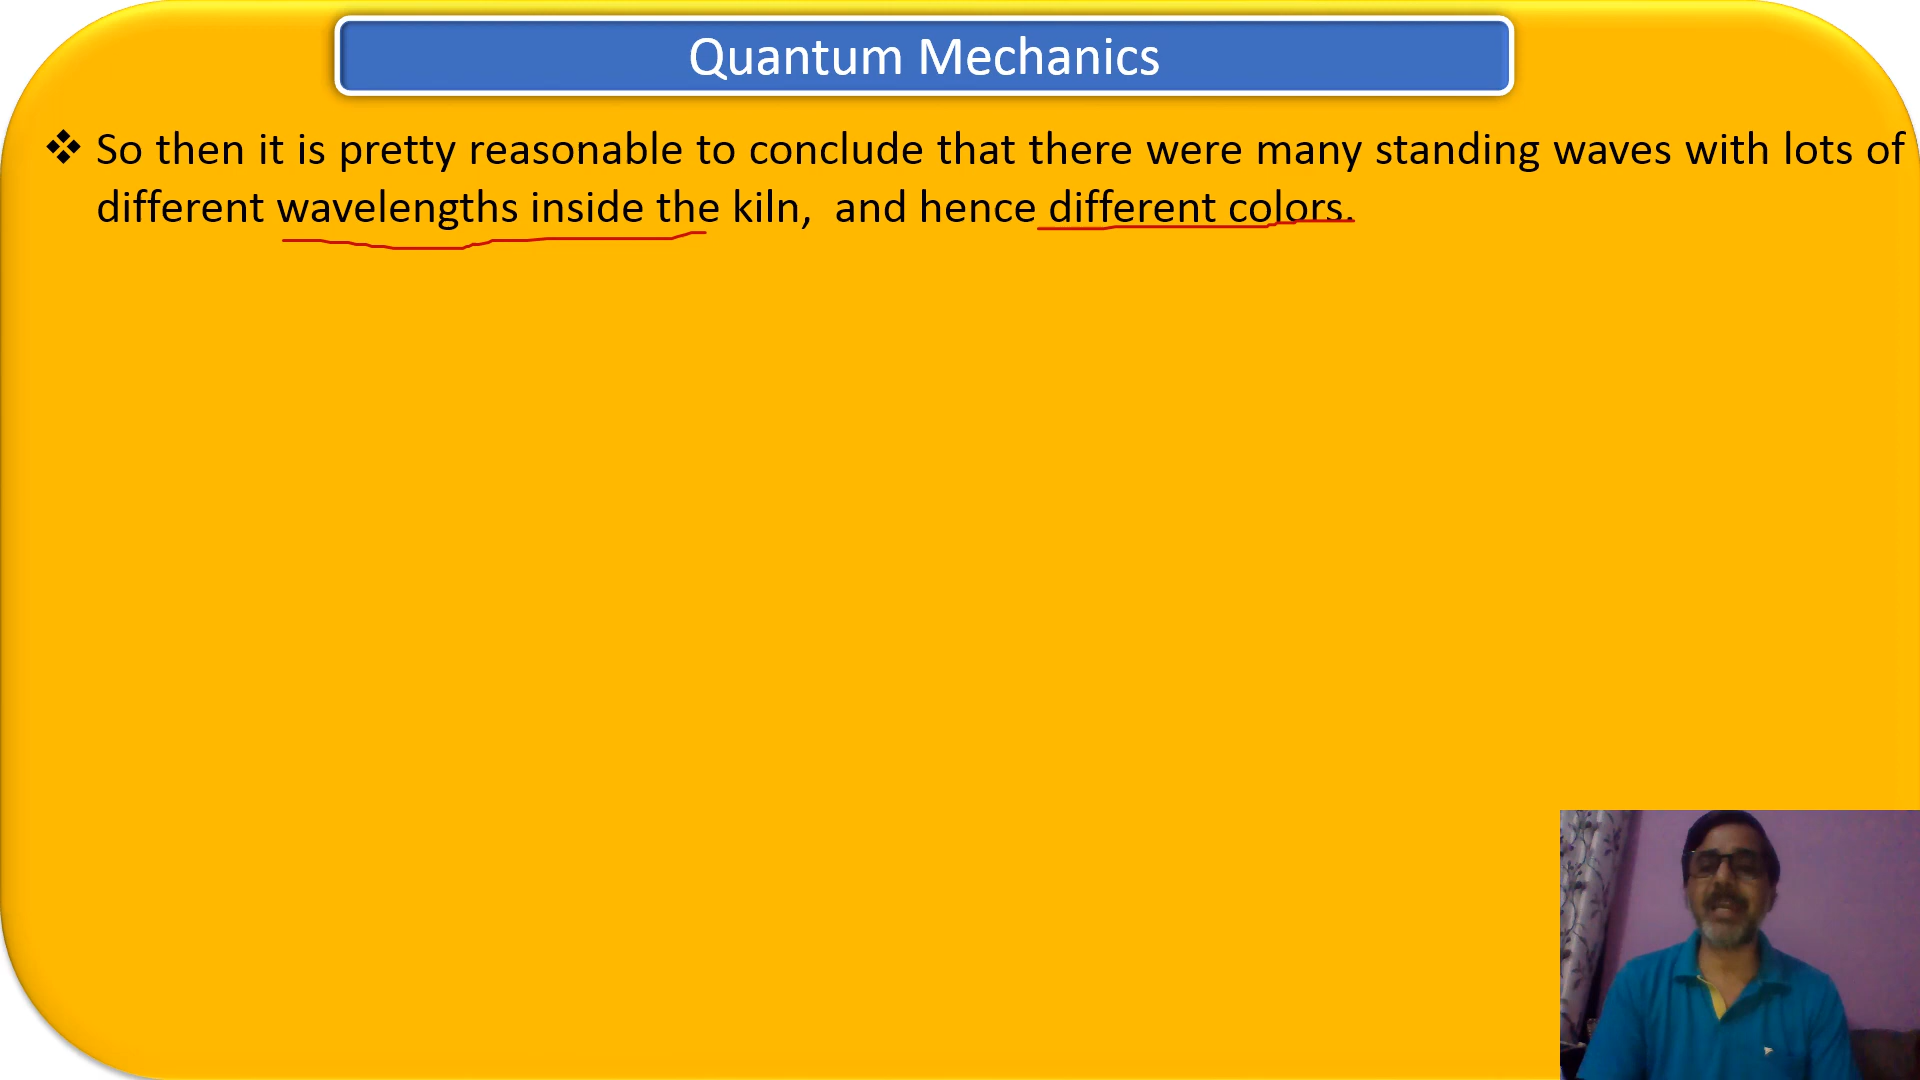 Quantum Mechanics
❖ So then it is pretty reasonable to conclude that there were many standing waves with lots of
different wavelengths inside the kiln,  and hence different colors.